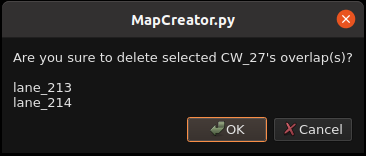 MapCreator.py
Are you sure to delete selected CW_27's overlap(s)?
lane_213
lane_214
OK
Cancel